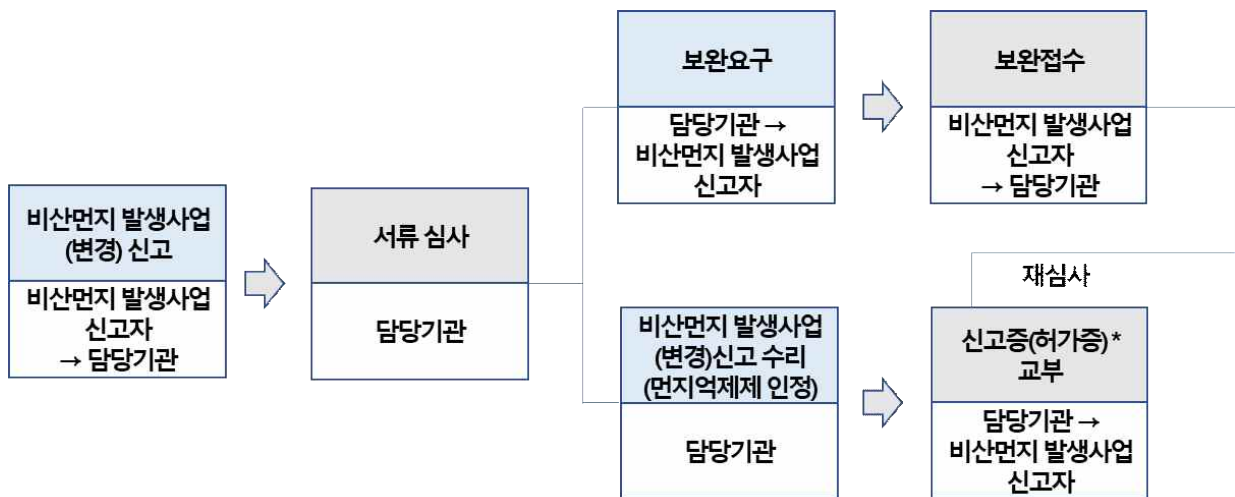 비산먼지 발생사업
(변경) 신고
비산먼지 발생사업
신고자
→ 담당기관
서류 심사
담당기관
보완요구
담당기관 →
비산먼지 발생사업
신고자
보완접수
비산먼지 발생사업
신고자
→ 담당기관
재심사
비산먼지 발생사업
(변경)신고 수리
(먼지억제제 인정)
담당기관
신고증(허가증) *
교부
담당기관 →
비산먼지 발생사업
신고자